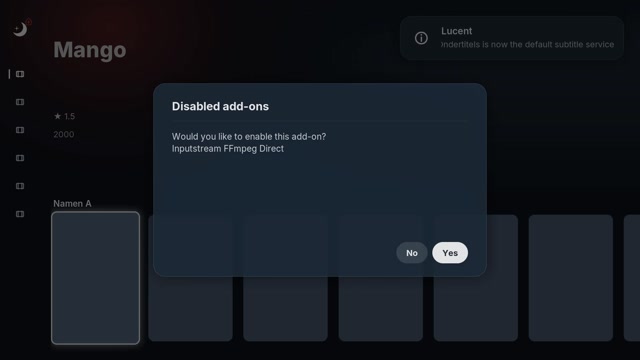 Mango
Lucent
Indertitels is now the default subtitle service
★ 1.5
2000
Disabled add-ons
Would you like to enable this add-on?
Inputstream FFmpeg Direct
No
Yes
Namen A